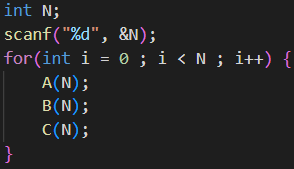 int N;
scanf("%d", &N);
for(int i = 0 ; i < N ; i++) {
    A(N);
    B(N);
    C(N);
}